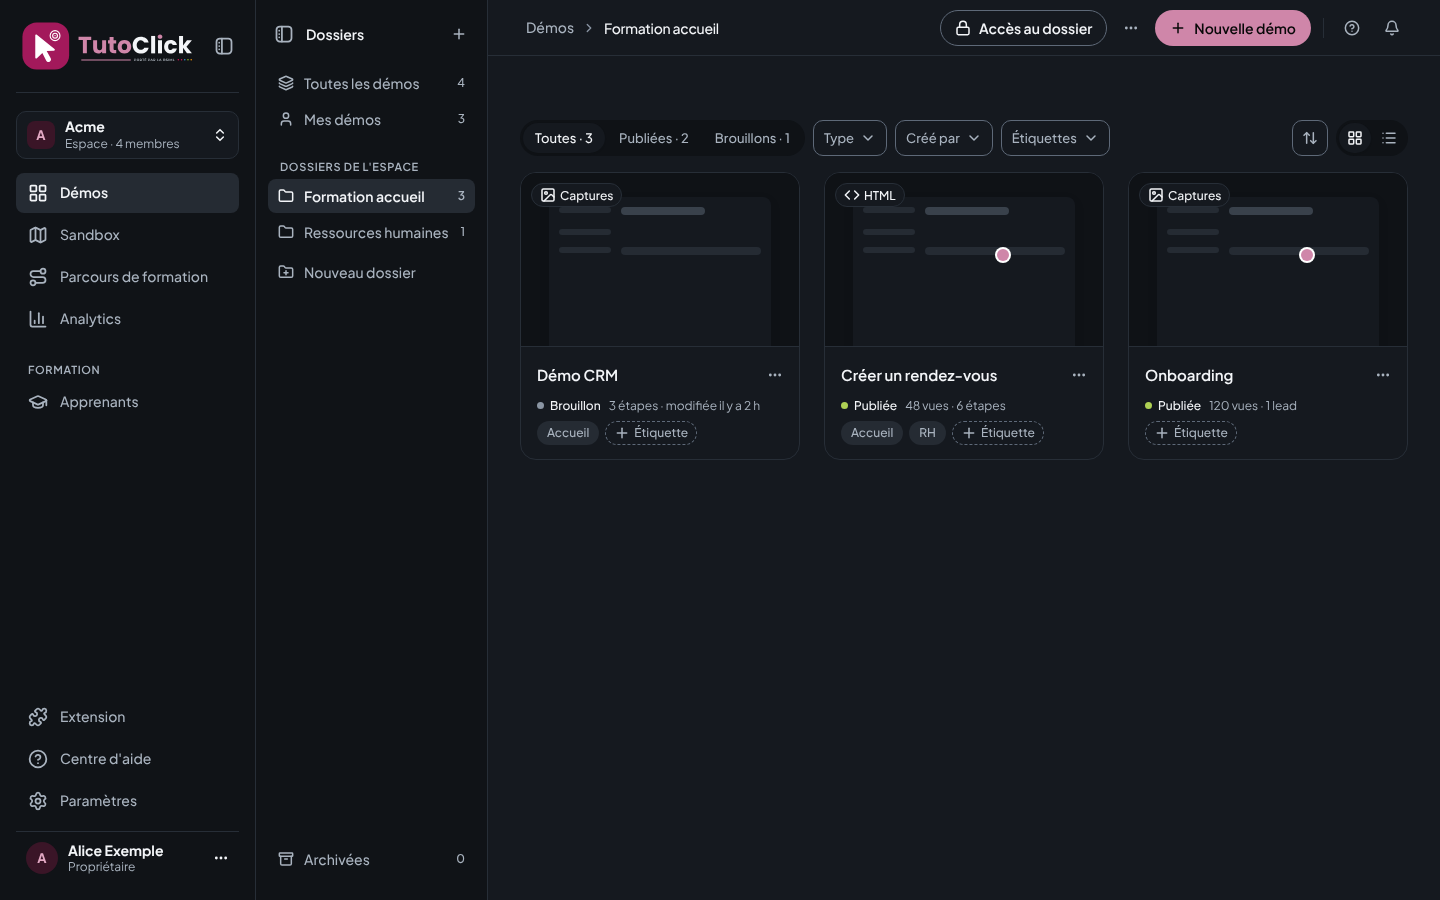 TutoClick
Acme
Espace · 4 membres
Démos
Sandbox
Parcours de formation
Analytics
FORMATION
Apprenants
Extension
Centre d'aide
Paramètres
A
Alice Exemple
Propriétaire
A
Dossiers
Toutes les démos 4
Mes démos 3
DOSSIERS DE L'ESPACE
Formation accueil 3
Ressources humaines 1
Nouveau dossier
Archivées 0
Démos > Formation accueil
Accès au dossier
Nouvelle démo
Toutes · 3 Publiées · 2 Brouillons · 1 Type Créé par Étiquettes
Captures
Démo CRM
Brouillon 3 étapes · modifiée il y a 2 h
Accueil + Étiquette
HTML
Créer un rendez-vous
Publiée 48 vues · 6 étapes
Accueil RH + Étiquette
Captures
Onboarding
Publiée 120 vues · 1 lead
+ Étiquette